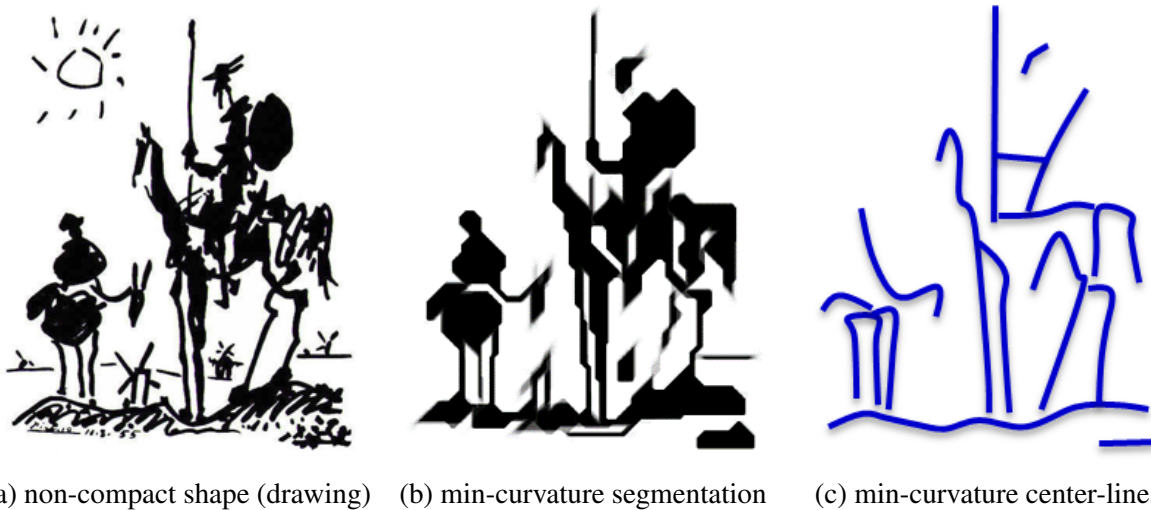 a) non-compact shape (drawing) (b) min-curvature segmentation (c) min-curvature center-line